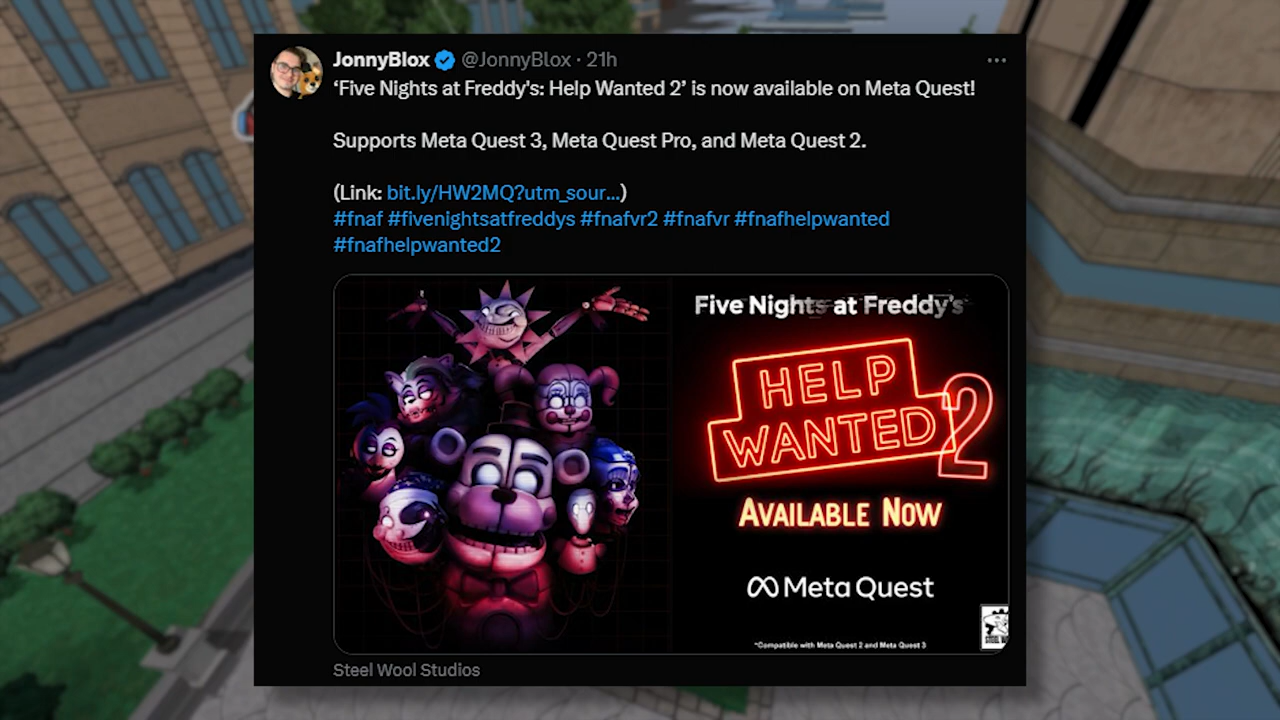 JonnyBlox @JonnyBlox · 21h
‘Five Nights at Freddy's: Help Wanted 2’ is now available on Meta Quest!
Supports Meta Quest 3, Meta Quest Pro, and Meta Quest 2.
(Link: bit.ly/HW2MQ?utm_sour...)
#fnaf #fivenightsatfreddys #fnafvr2 #fnafvr #fnafhelpwanted
#fnafhelpwanted2
Five Nights at Freddy's
HELP
WANTED 2
AVAILABLE NOW
Meta Quest
*Compatible with Meta Quest 2 and Meta Quest 3
Steel Wool Studios